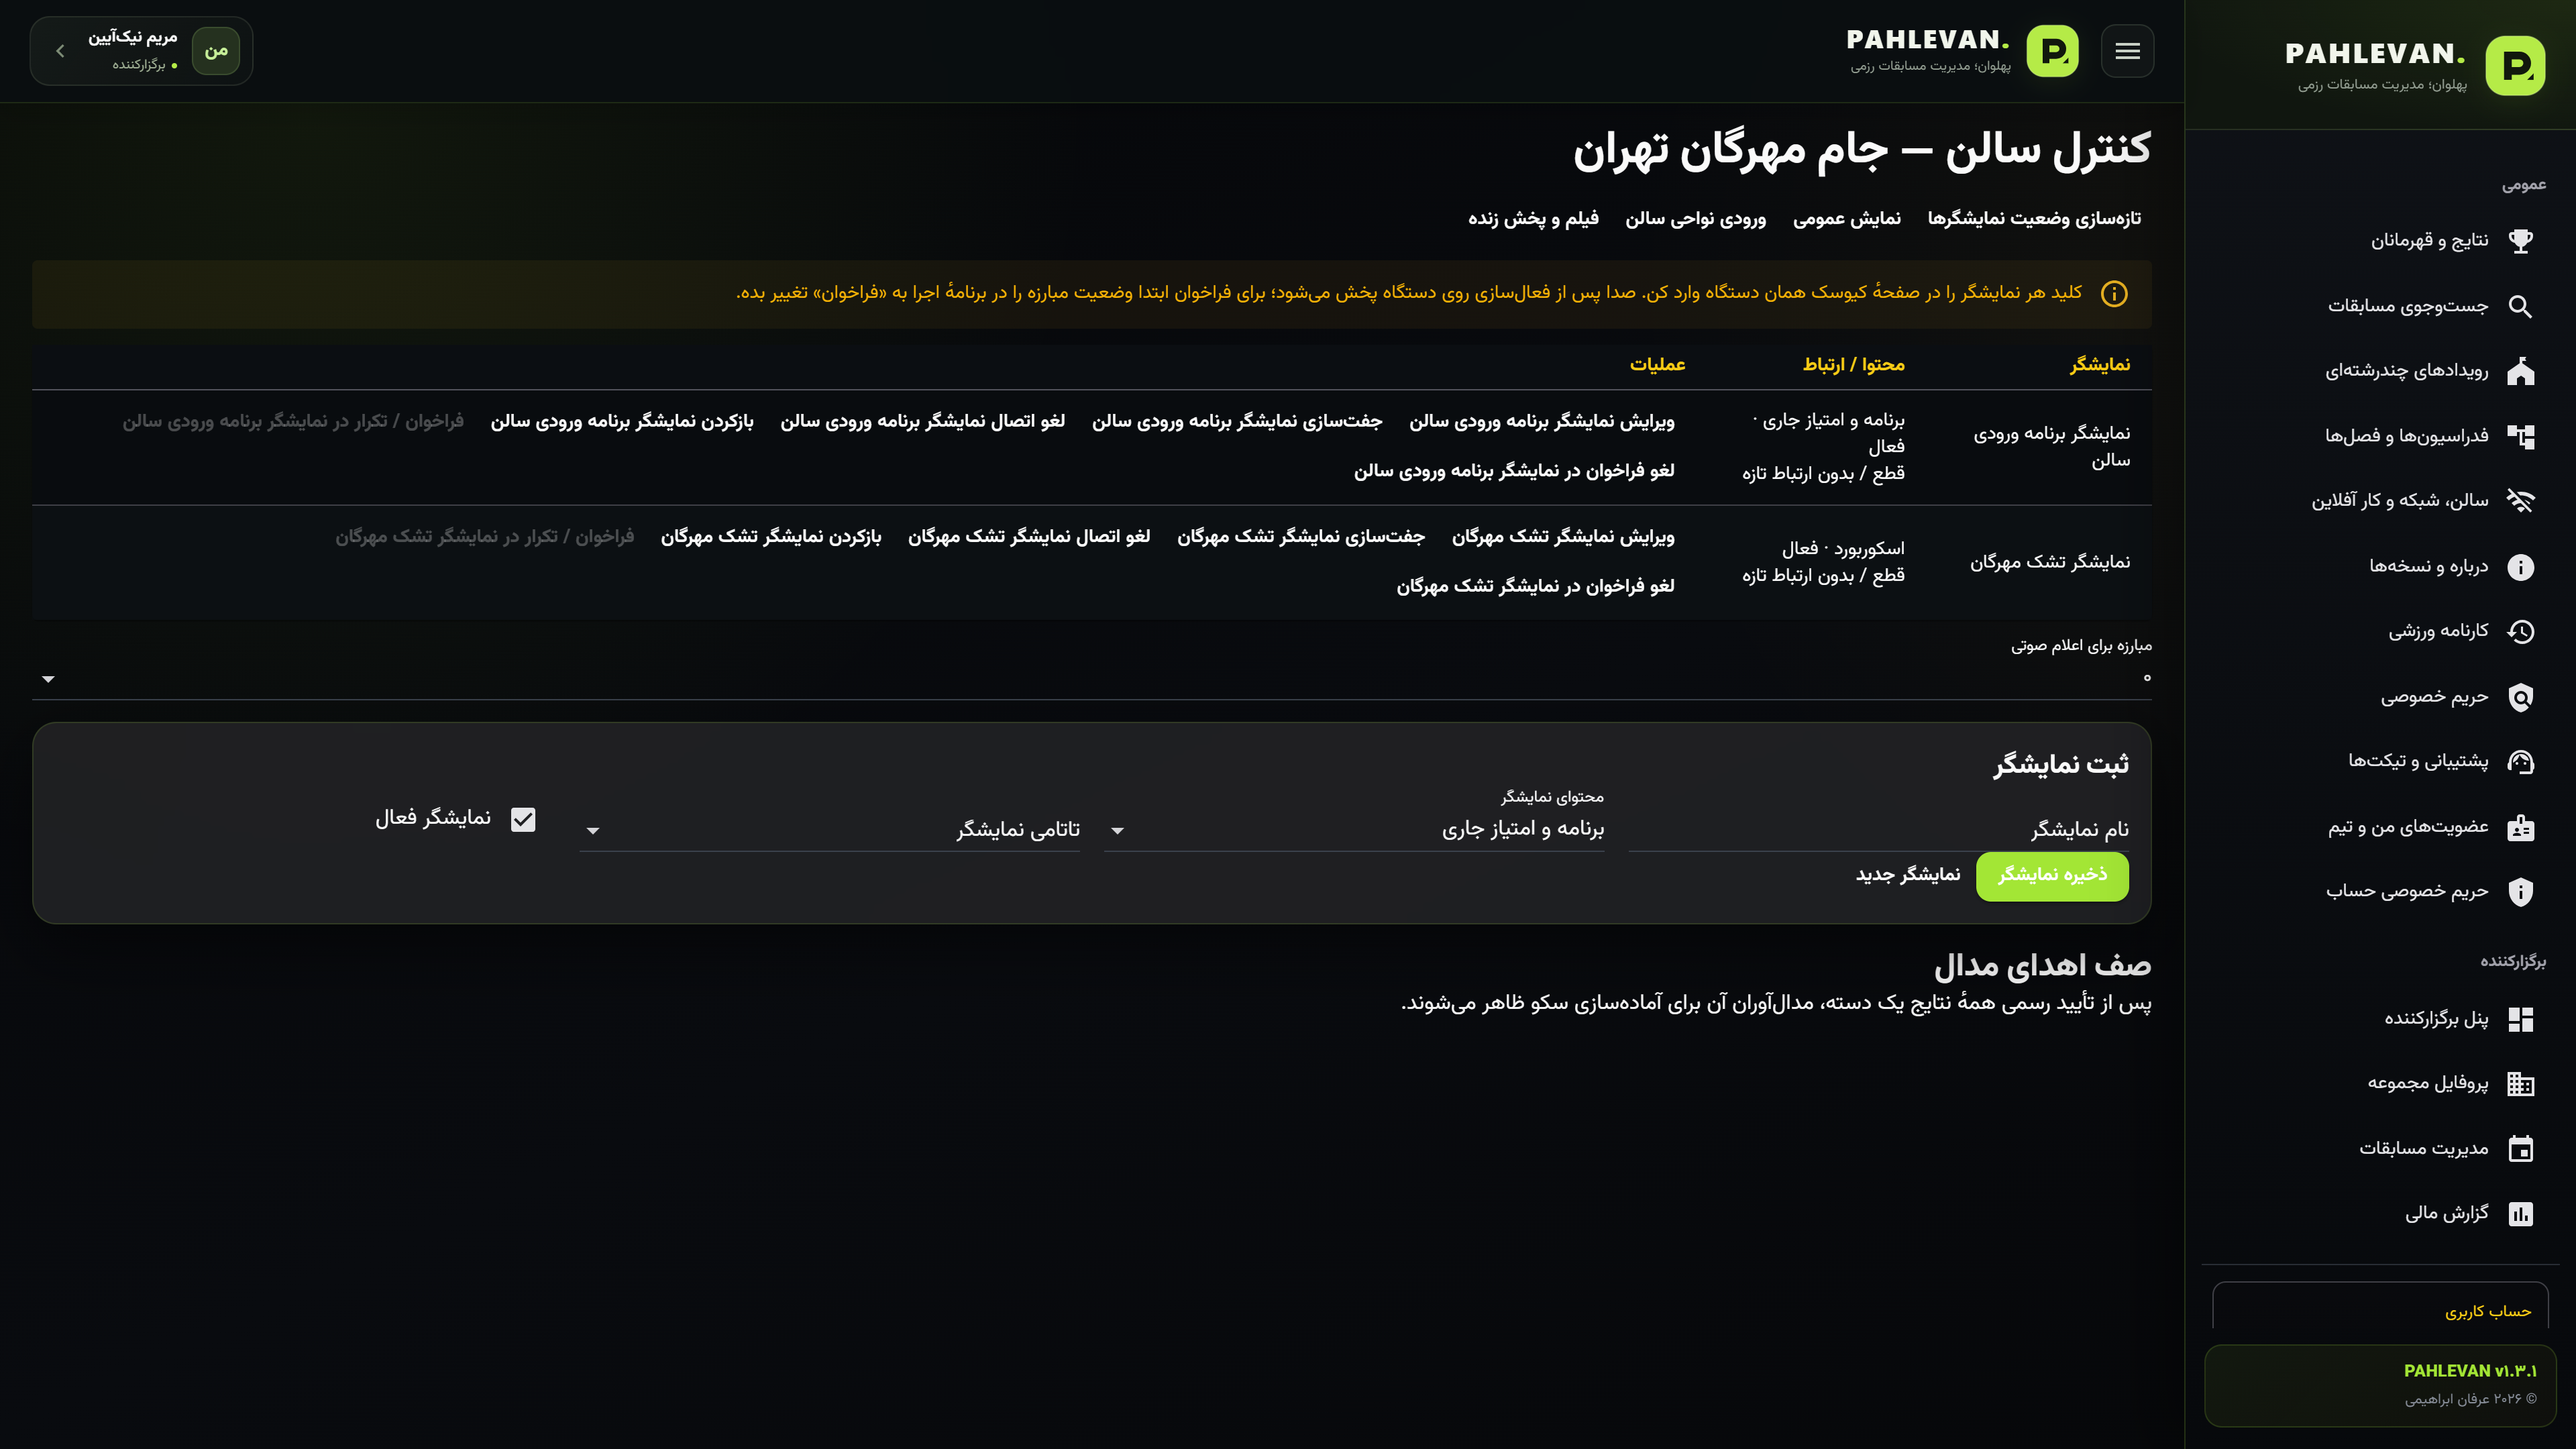 PAHLEVAN.
پهلوان؛ مدیریت مسابقات رزمی
عمومی
نتایج و قهرمانان
جست‌وجوی مسابقات
رویدادهای چندرشته‌ای
فدراسیون‌ها و فصل‌ها
سالن، شبکه و کار آفلاین
درباره و نسخه‌ها
کارنامه ورزشی
حریم خصوصی
پشتیبانی و تیکت‌ها
عضویت‌های من و تیم
حریم خصوصی حساب
برگزارکننده
پنل برگزارکننده
پروفایل مجموعه
مدیریت مسابقات
گزارش مالی
حساب کاربری
PAHLEVAN v۱.۳.۱
© ۲۰۲۶ عرفان ابراهیمی
PAHLEVAN.
پهلوان؛ مدیریت مسابقات رزمی
من
مریم نیک‌آیین
برگزارکننده
کنترل سالن — جام مهرگان تهران
تازه‌سازی وضعیت نمایشگرها نمایش عمومی ورودی نواحی سالن فیلم و پخش زنده
کلید هر نمایشگر را در صفحهٔ کیوسک همان دستگاه وارد کن. صدا پس از فعال‌سازی روی دستگاه پخش می‌شود؛ برای فراخوان ابتدا وضعیت مبارزه را در برنامهٔ اجرا به «فراخوان» تغییر بده.
نمایشگر محتوا / ارتباط عملیات
نمایشگر برنامه ورودی
سالن
برنامه و امتیاز جاری ·
فعال
قطع / بدون ارتباط تازه
ویرایش نمایشگر برنامه ورودی سالن جفت‌سازی نمایشگر برنامه ورودی سالن لغو اتصال نمایشگر برنامه ورودی سالن بازکردن نمایشگر برنامه ورودی سالن فراخوان / تکرار در نمایشگر برنامه ورودی سالن
لغو فراخوان در نمایشگر برنامه ورودی سالن
نمایشگر تشک مهرگان
اسکوربورد · فعال
قطع / بدون ارتباط تازه
ویرایش نمایشگر تشک مهرگان جفت‌سازی نمایشگر تشک مهرگان لغو اتصال نمایشگر تشک مهرگان بازکردن نمایشگر تشک مهرگان فراخوان / تکرار در نمایشگر تشک مهرگان
لغو فراخوان در نمایشگر تشک مهرگان
مبارزه برای اعلام صوتی
۰
ثبت نمایشگر
نام نمایشگر
محتوای نمایشگر
برنامه و امتیاز جاری
تاتامی نمایشگر
نمایشگر فعال
ذخیره نمایشگر نمایشگر جدید
صف اهدای مدال
پس از تأیید رسمی همهٔ نتایج یک دسته، مدال‌آوران آن برای آماده‌سازی سکو ظاهر می‌شوند.